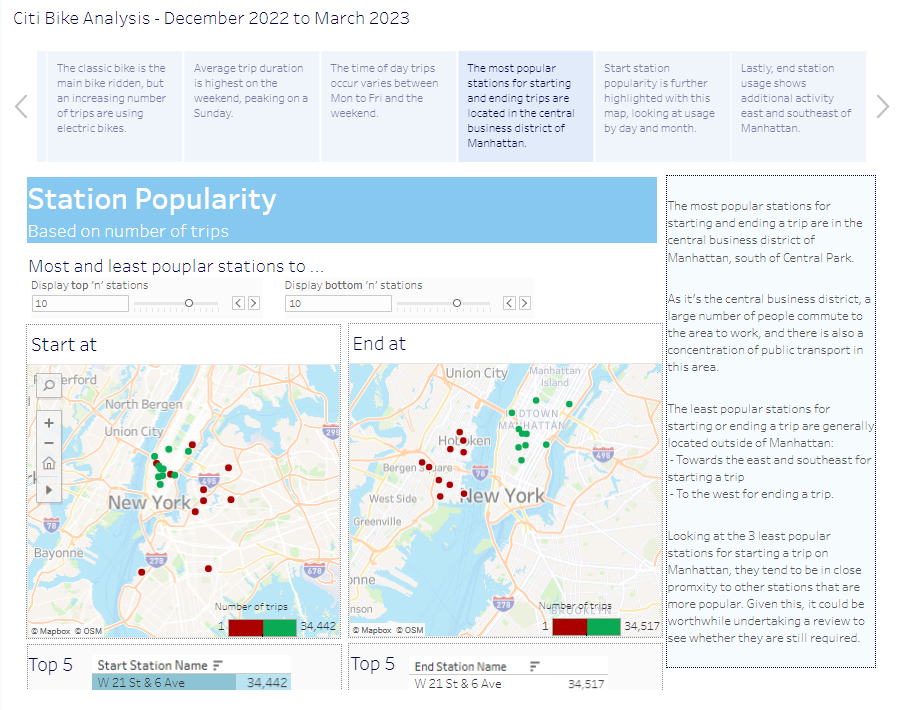 Citi Bike Analysis - December 2022 to March 2023
The classic bike is the
main bike ridden, but
an increasing number
of trips are using
electric bikes.
Average trip duration
is highest on the
weekend, peaking on a
Sunday.
The time of day trips
occur varies between
Mon to Fri and the
weekend.
The most popular
stations for starting
and ending trips are
located in the central
business district of
Manhattan.
Start station
popularity is further
highlighted with this
map, looking at usage
by day and month.
Lastly, end station
usage shows
additional activity
east and southeast of
Manhattan.
Station Popularity
Based on number of trips
Most and least pouplar stations to ...
Display top 'n' stations
10
Display bottom 'n' stations
10
Start at
North Bergen
Union City
New York
Bayonne
495
78
278
678
Number of trips
1
34,442
© Mapbox © OSM
End at
Union City
Manhattan
Island
MIDTOWN
MANHATTAN
Hoboken
Bergen Square
West Side
New York
Greenville
495
78
278
BROOKLYN
Number of trips
1
34,517
© Mapbox © OSM
Top 5
Start Station Name
W 21 St & 6 Ave 34,442
Top 5
End Station Name
W 21 St & 6 Ave 34,517
The most popular stations for
starting and ending a trip are in the
central business district of
Manhattan, south of Central Park.
As it's the central business district, a
large number of people commute to
the area to work, and there is also a
concentration of public transport in
this area.
The least popular stations for
starting or ending a trip are generally
located outside of Manhattan:
- Towards the east and southeast for
starting a trip
- To the west for ending a trip.
Looking at the 3 least popular
stations for starting a trip on
Manhattan, they tend to be in close
promxity to other stations that are
more popular. Given this, it could be
worthwhile undertaking a review to
see whether they are still required.